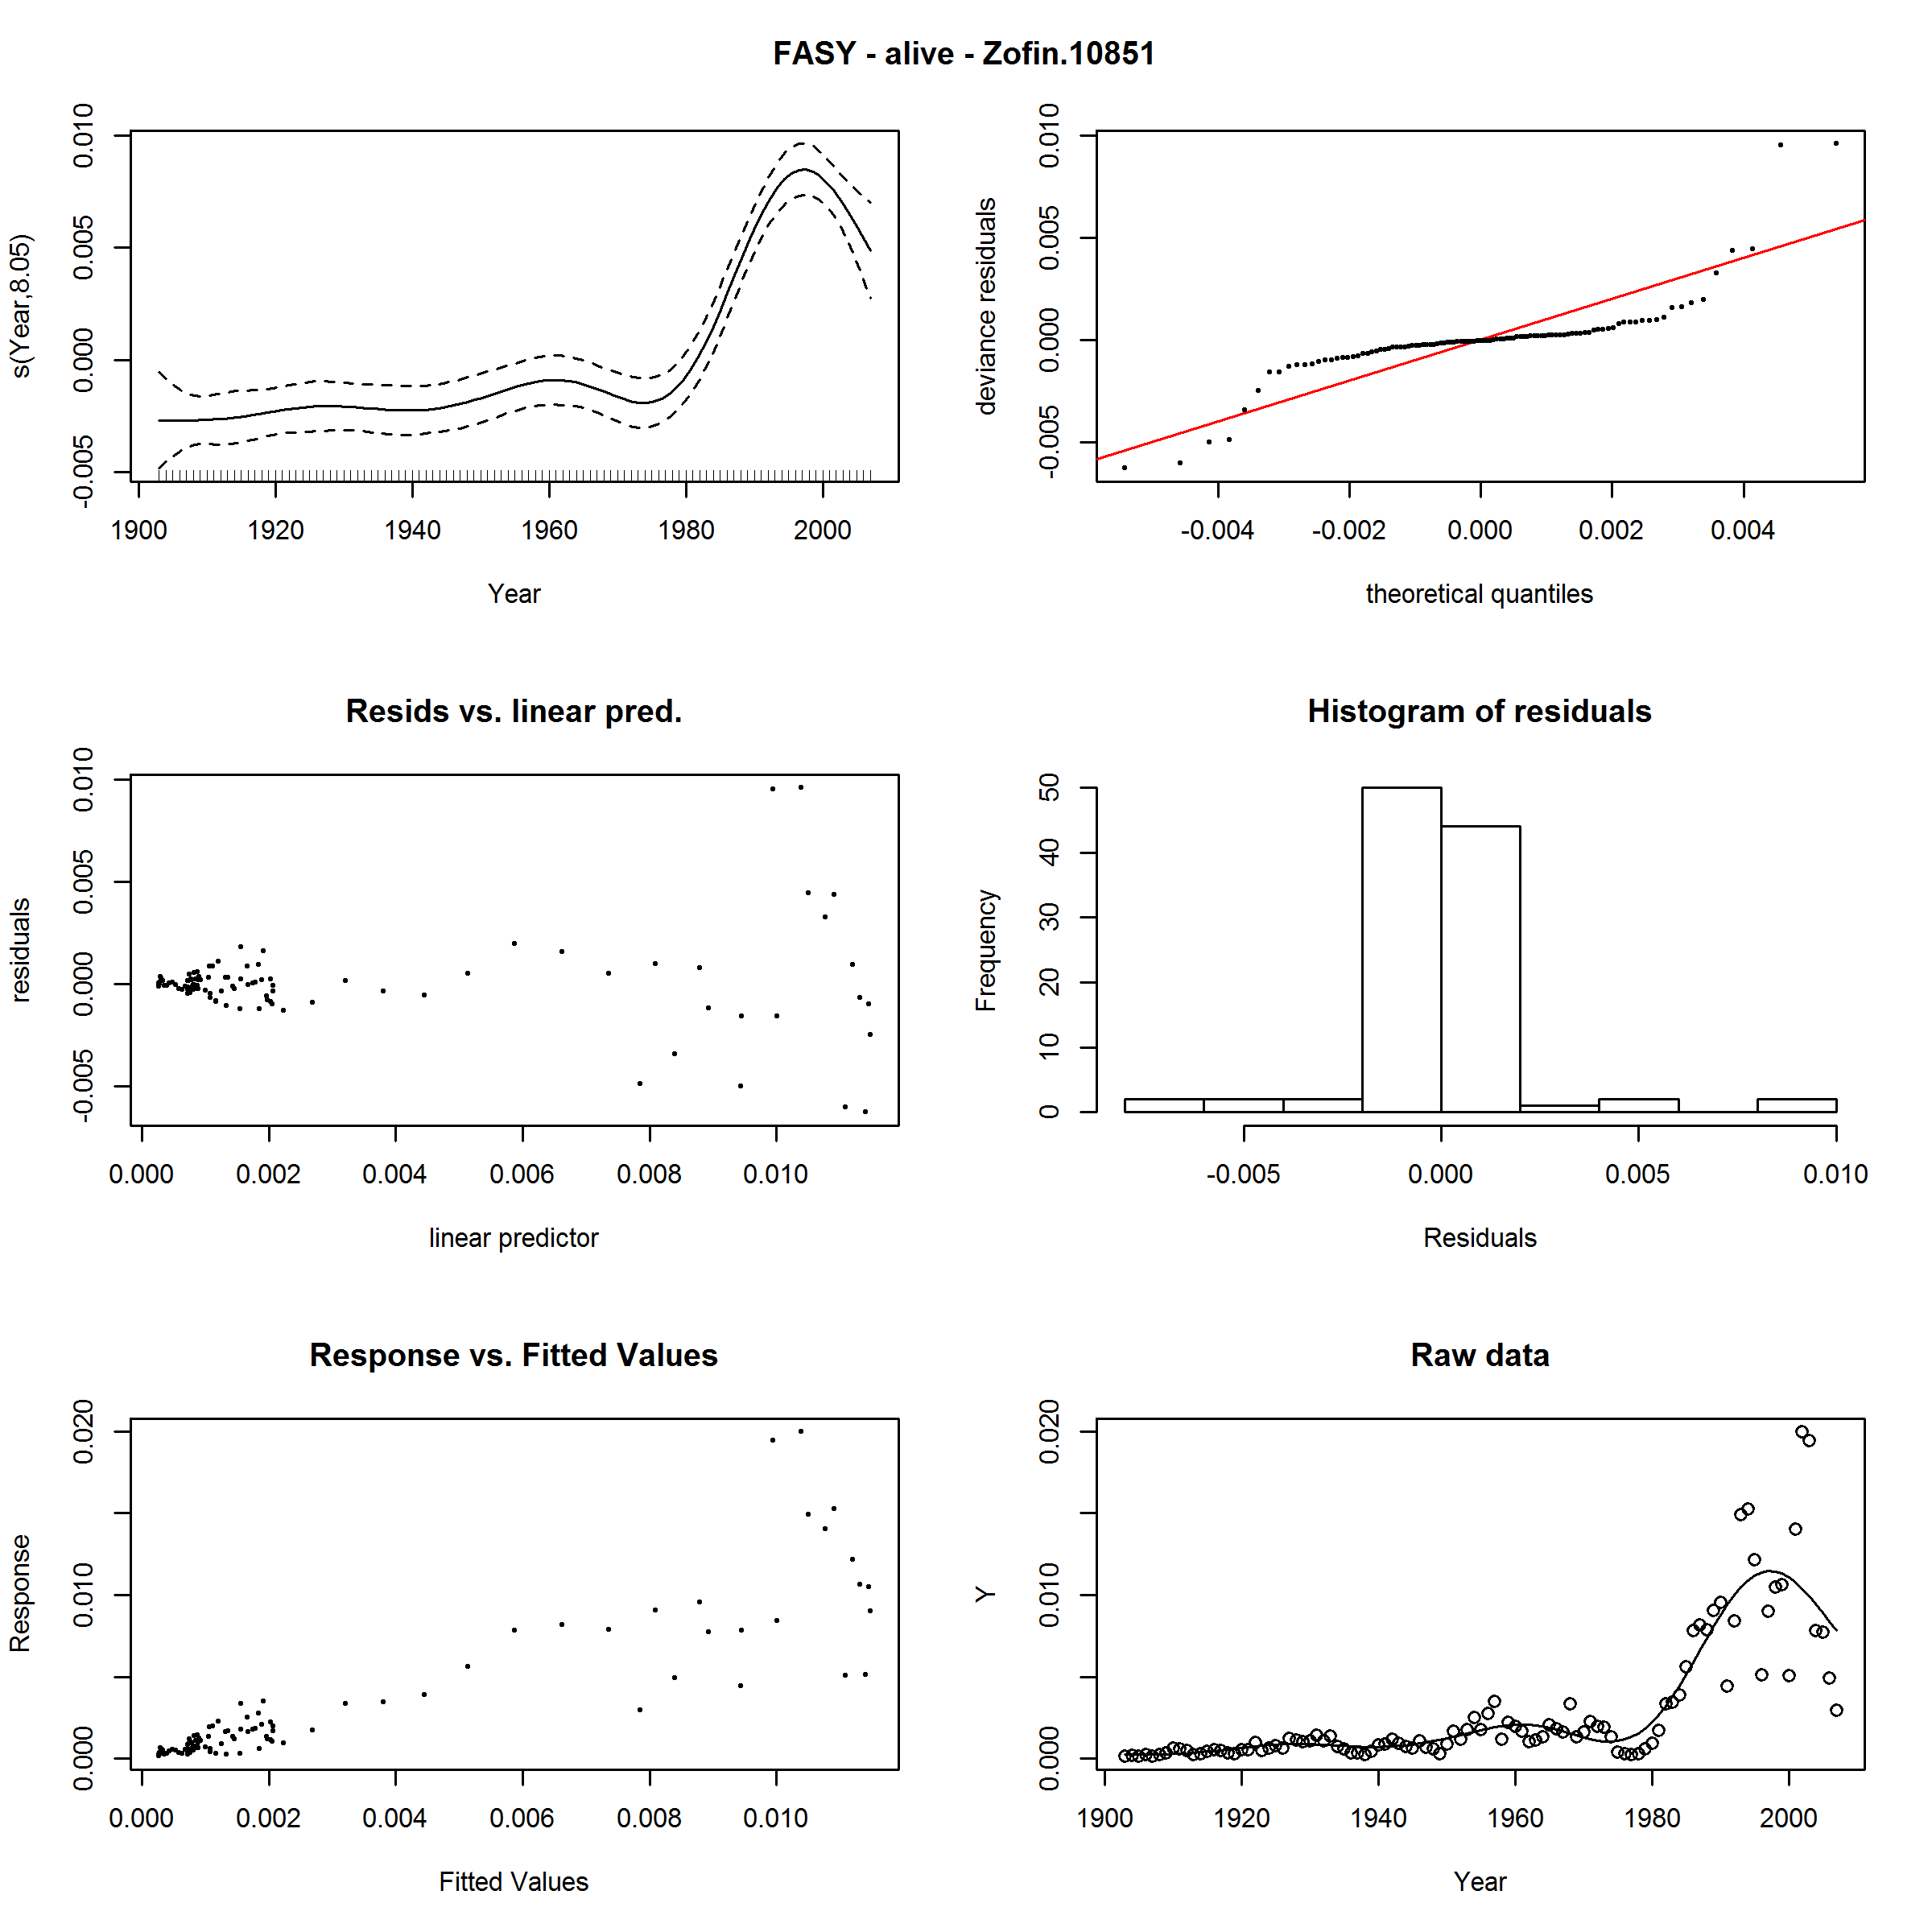 FASY - alive - Zofin.10851
s(Year,8.05)
-0.005 0.000 0.005 0.010
1900 1920 1940 1960 1980 2000
Year
deviance residuals
-0.005 0.000 0.005 0.010
-0.004 -0.002 0.000 0.002 0.004
theoretical quantiles
Resids vs. linear pred.
residuals
-0.005 0.000 0.005 0.010
0.000 0.002 0.004 0.006 0.008 0.010
linear predictor
Histogram of residuals
Frequency
0 10 20 30 40 50
-0.005 0.000 0.005 0.010
Residuals
Response vs. Fitted Values
Response
0.000 0.010 0.020
0.000 0.002 0.004 0.006 0.008 0.010
Fitted Values
Raw data
Y
0.000 0.010 0.020
1900 1920 1940 1960 1980 2000
Year